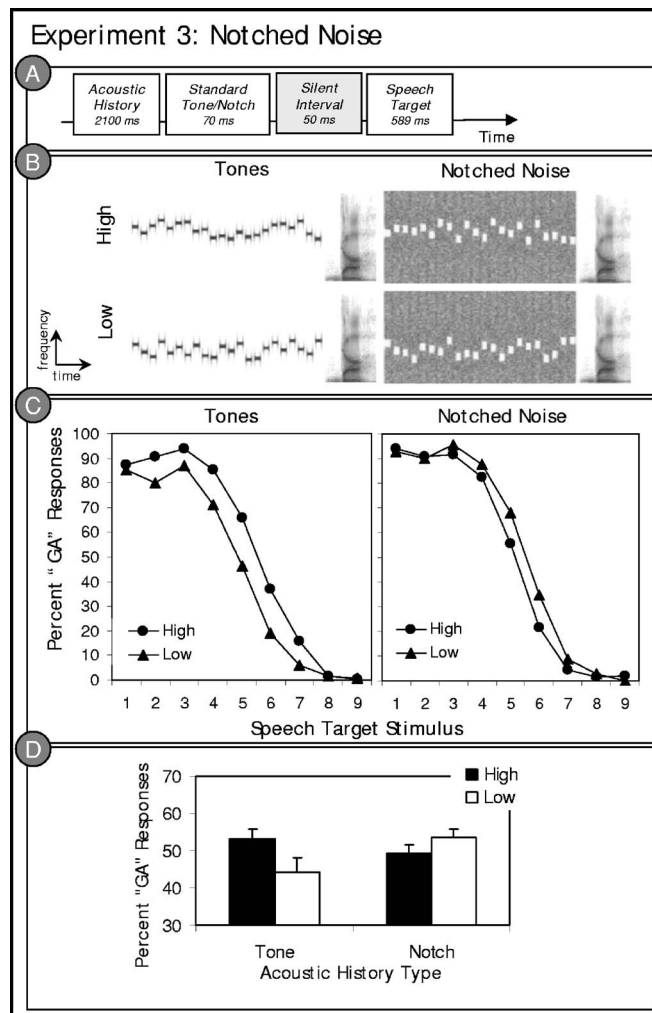 Experiment 3: Notched Noise
A
Acoustic
History
2100 ms
Standard
Tone/Notch
70 ms
Silent
Interval
50 ms
Speech
Target
589 ms
Time
B
Tones
Notched Noise
High
Low
frequency
time
C
Tones
Notched Noise
Percent "GA" Responses
100
90
80
70
60
50
40
30
20
10
0
High
Low
High
Low
1 2 3 4 5 6 7 8 9
1 2 3 4 5 6 7 8 9
Speech Target Stimulus
D
Percent "GA" Responses
70
60
50
40
30
High
Low
Tone
Notch
Acoustic History Type